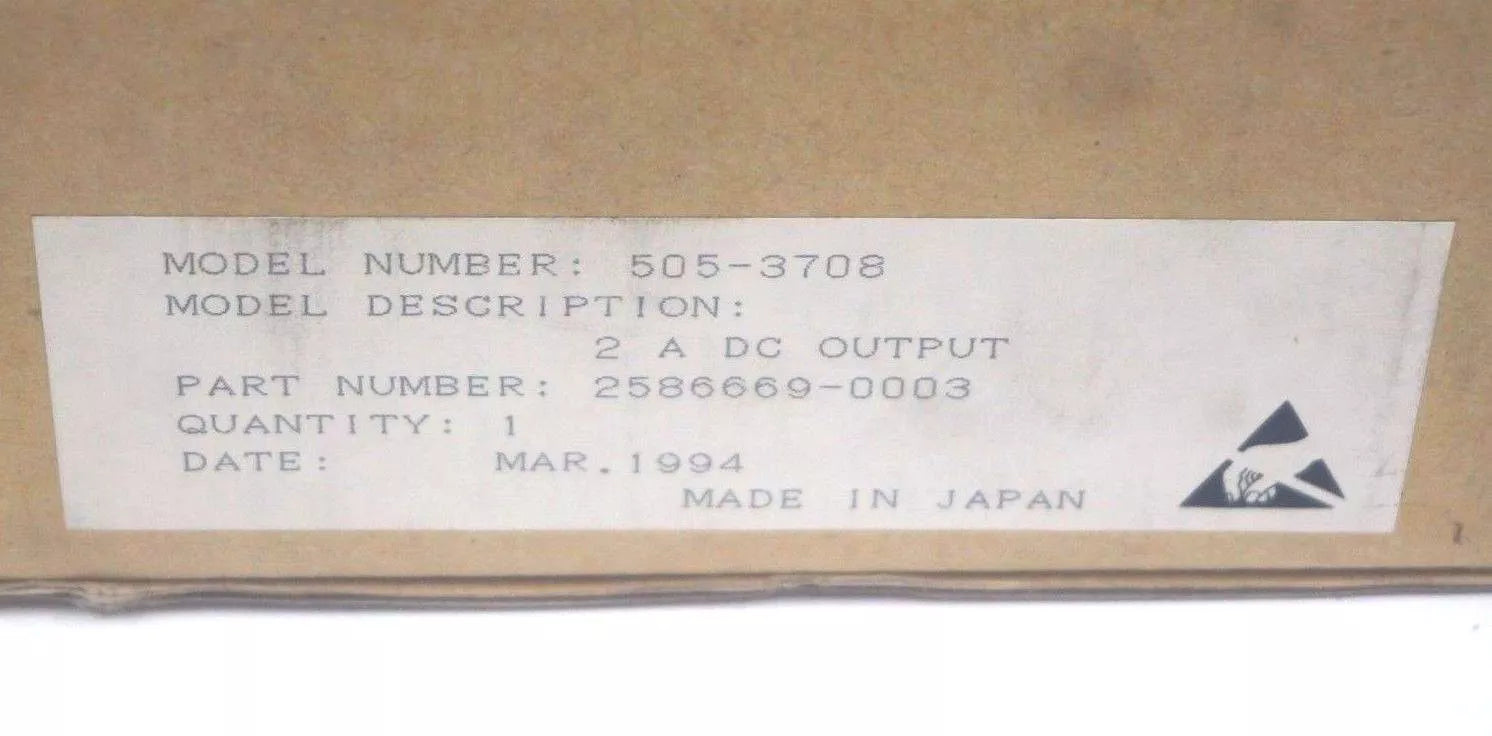 MODEL NUMBER: 505-3708
MODEL DESCRIPTION:
2 A DC OUTPUT
PART NUMBER: 2586669-0003
QUANTITY: 1
DATE: MAR.1994
MADE IN JAPAN